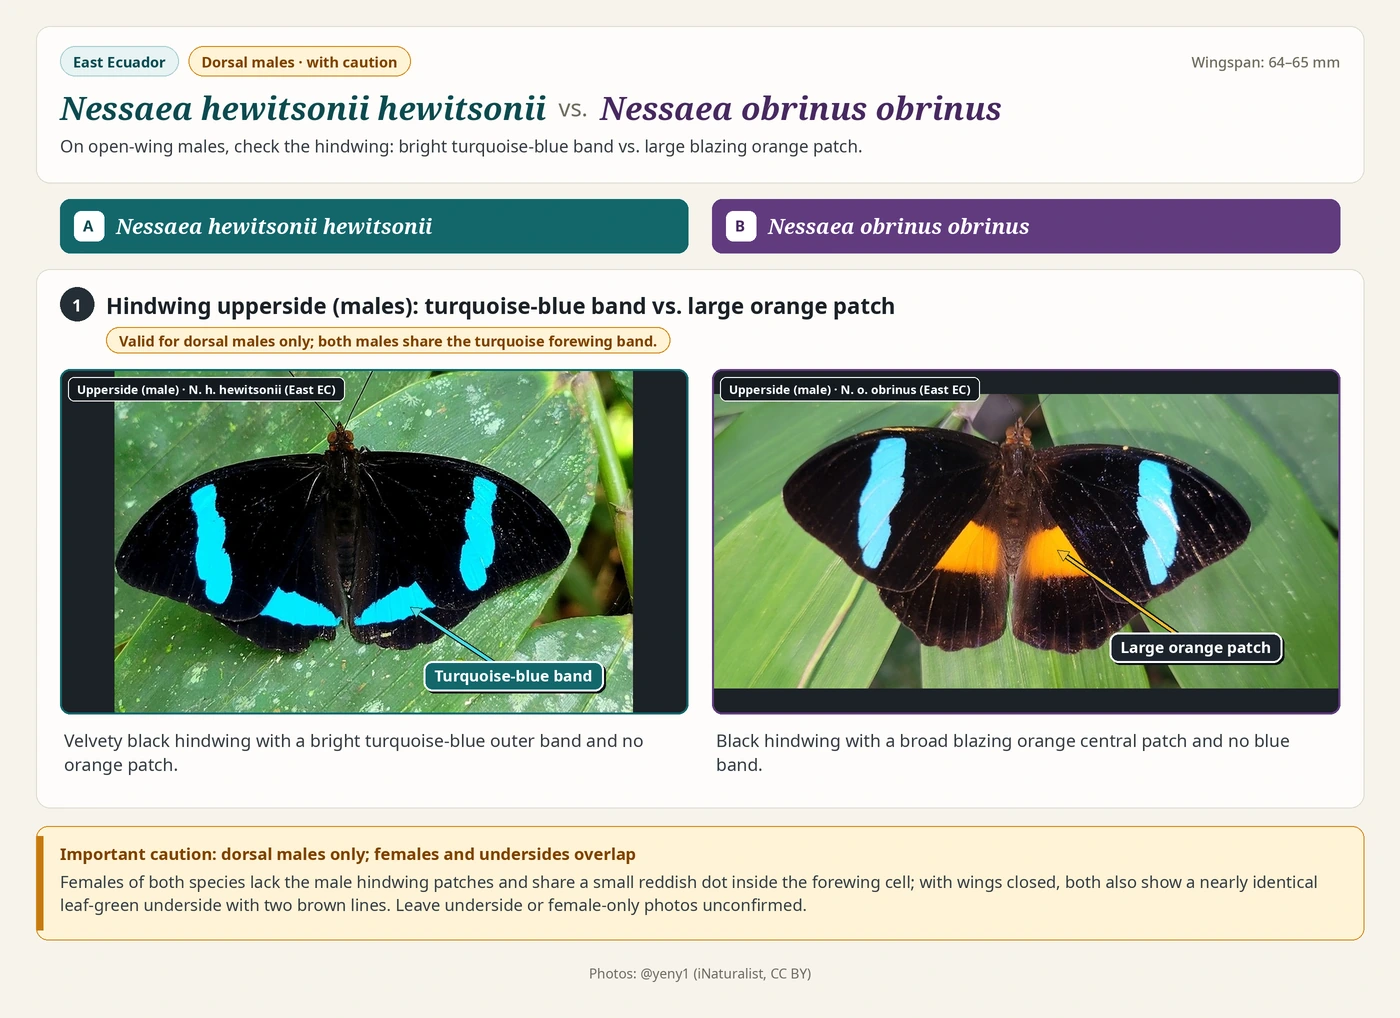 East Ecuador
Dorsal males · with caution
Wingspan: 64–65 mm
Nessaea hewitsonii hewitsonii vs. Nessaea obrinus obrinus
On open-wing males, check the hindwing: bright turquoise-blue band vs. large blazing orange patch.
A Nessaea hewitsonii hewitsonii
B Nessaea obrinus obrinus
1 Hindwing upperside (males): turquoise-blue band vs. large orange patch
Valid for dorsal males only; both males share the turquoise forewing band.
Upperside (male) · N. h. hewitsonii (East EC)
Turquoise-blue band
Velvety black hindwing with a bright turquoise-blue outer band and no
orange patch.
Upperside (male) · N. o. obrinus (East EC)
Large orange patch
Black hindwing with a broad blazing orange central patch and no blue
band.
Important caution: dorsal males only; females and undersides overlap
Females of both species lack the male hindwing patches and share a small reddish dot inside the forewing cell; with wings closed, both also show a nearly identical
leaf-green underside with two brown lines. Leave underside or female-only photos unconfirmed.
Photos: @yeny1 (iNaturalist, CC BY)